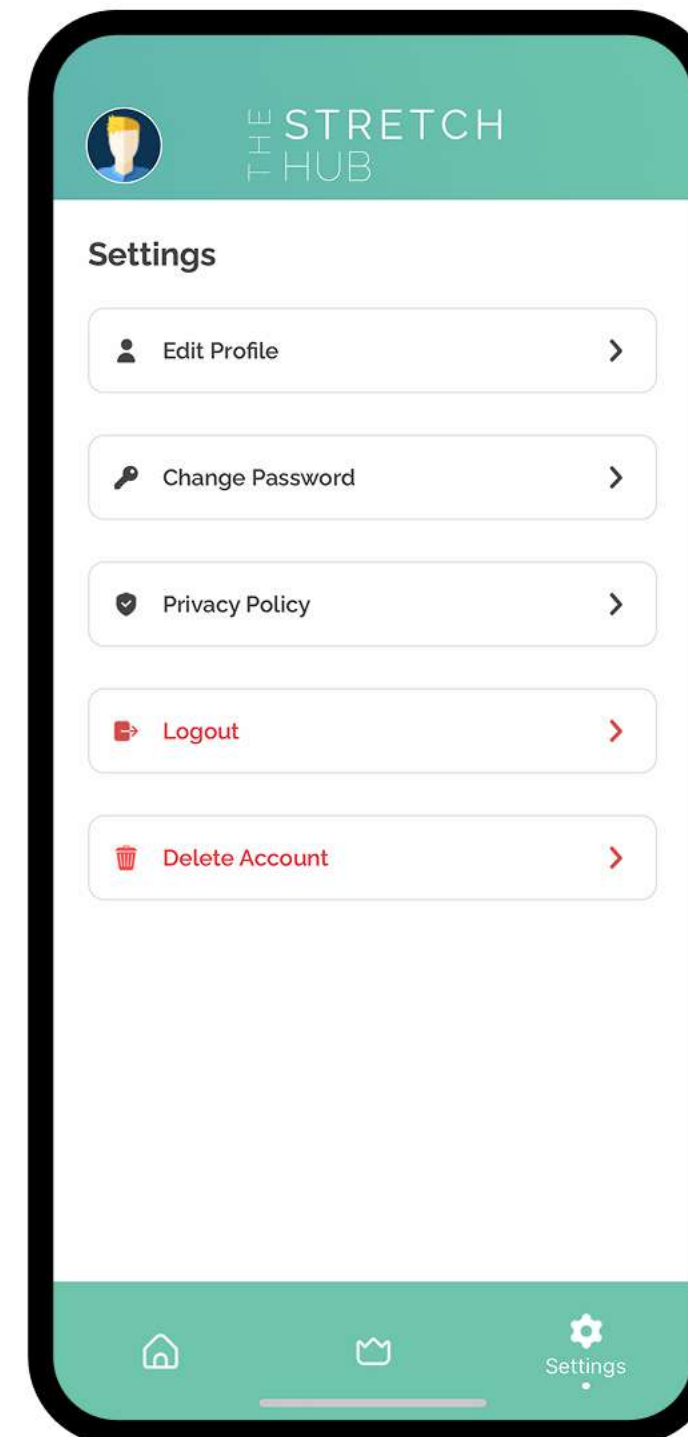 THE
STRETCH
HUB
Settings
Edit Profile
Change Password
Privacy Policy
Logout
Delete Account
Settings